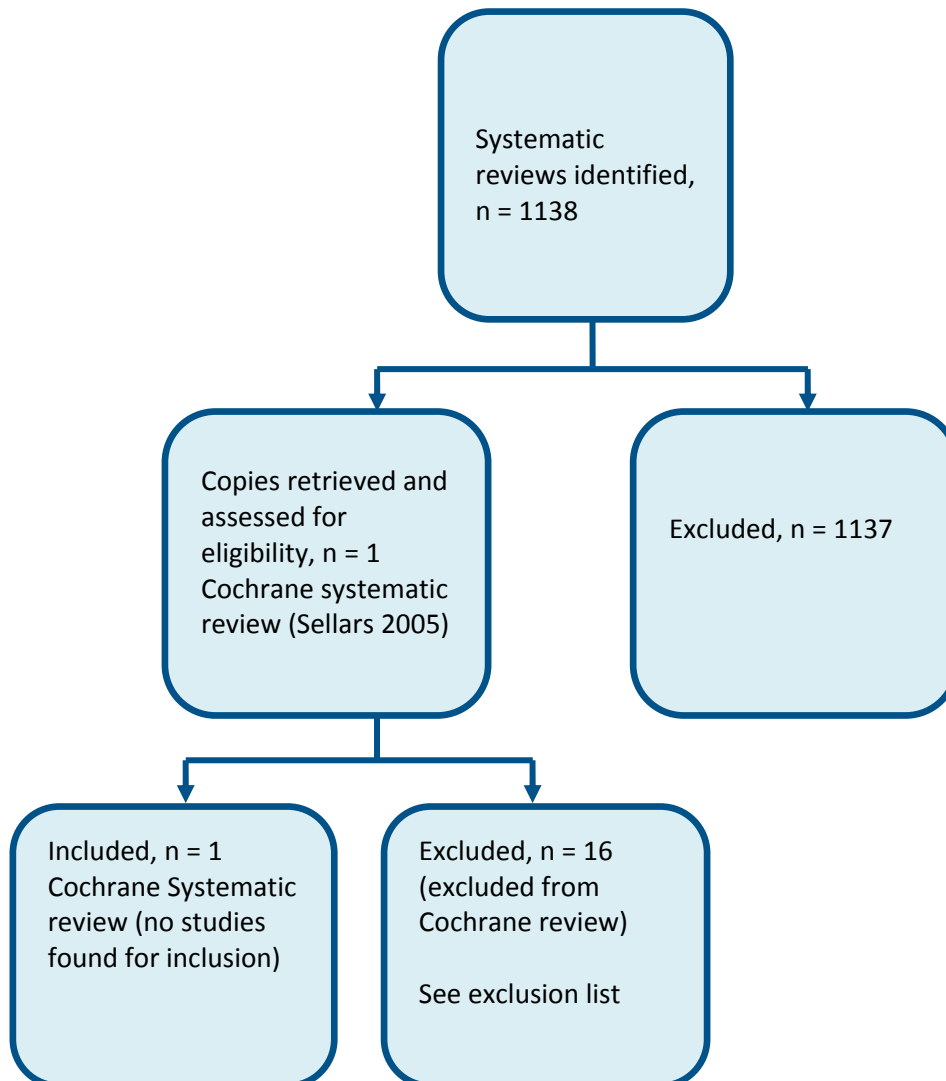 Systematic
reviews identified,
n = 1138
Copies retrieved and
assessed for
eligibility, n = 1
Cochrane systematic
review (Sellars 2005)
Excluded, n = 1137
Included, n = 1
Cochrane Systematic
review (no studies
found for inclusion)
Excluded, n = 16
(excluded from
Cochrane review)
See exclusion list